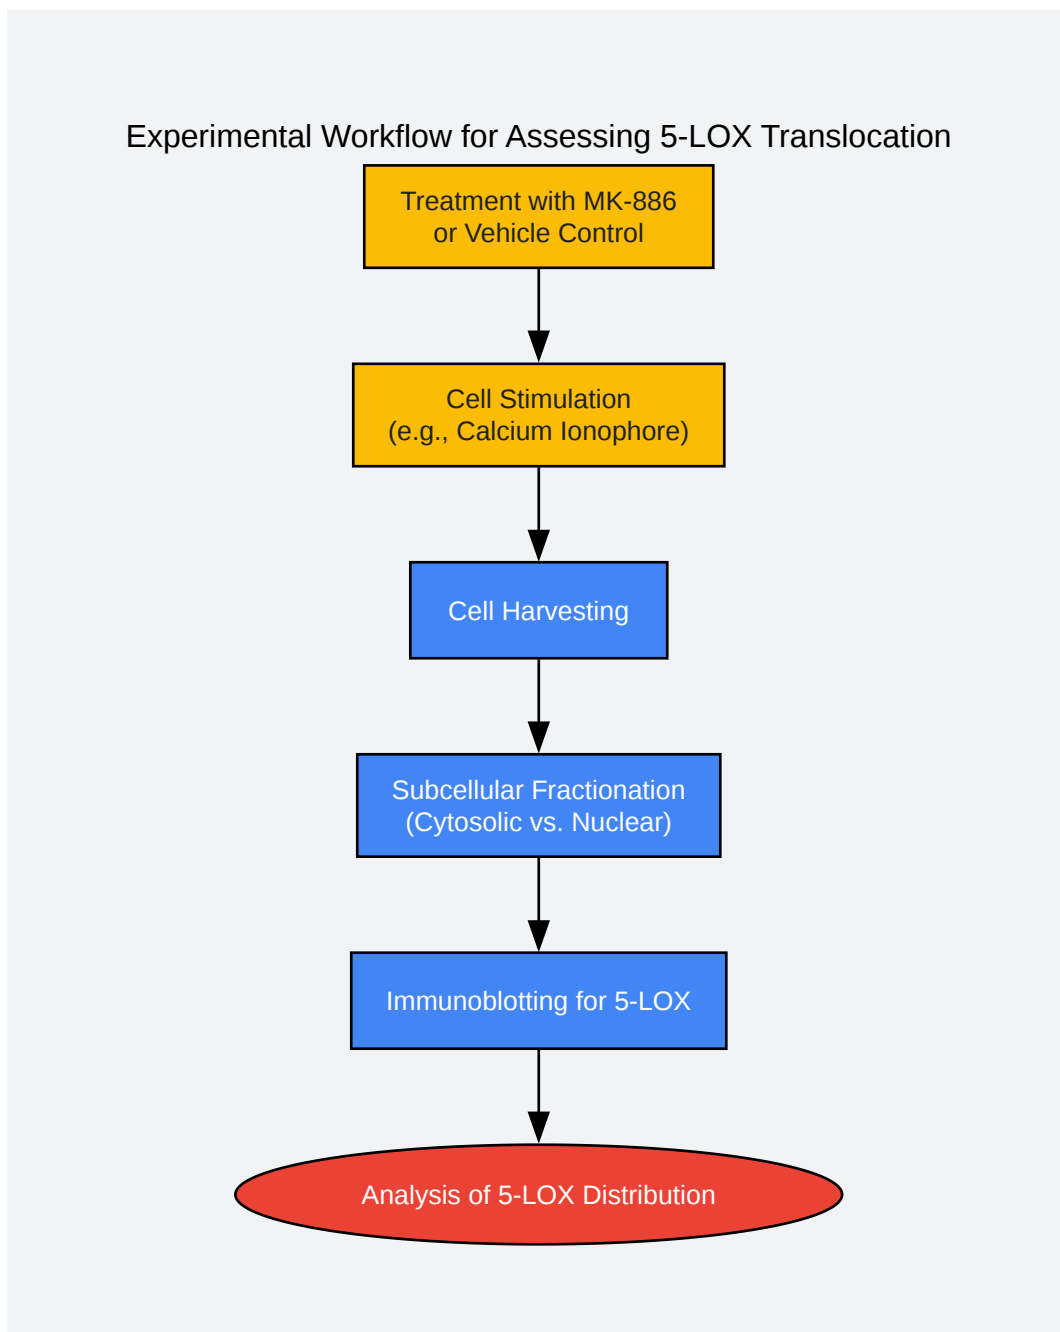 Experimental Workflow for Assessing 5-LOX Translocation
Treatment with MK-886
or Vehicle Control
Cell Stimulation
(e.g., Calcium Ionophore)
Cell Harvesting
Subcellular Fractionation
(Cytosolic vs. Nuclear)
Immunoblotting for 5-LOX
Analysis of 5-LOX Distribution